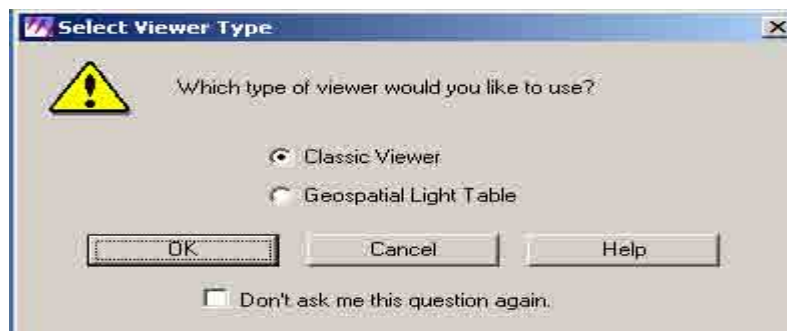 Select Viewer Type
Which type of viewer would you like to use?
Classic Viewer
Geospatial Light Table
OK Cancel Help
Don't ask me this question again.